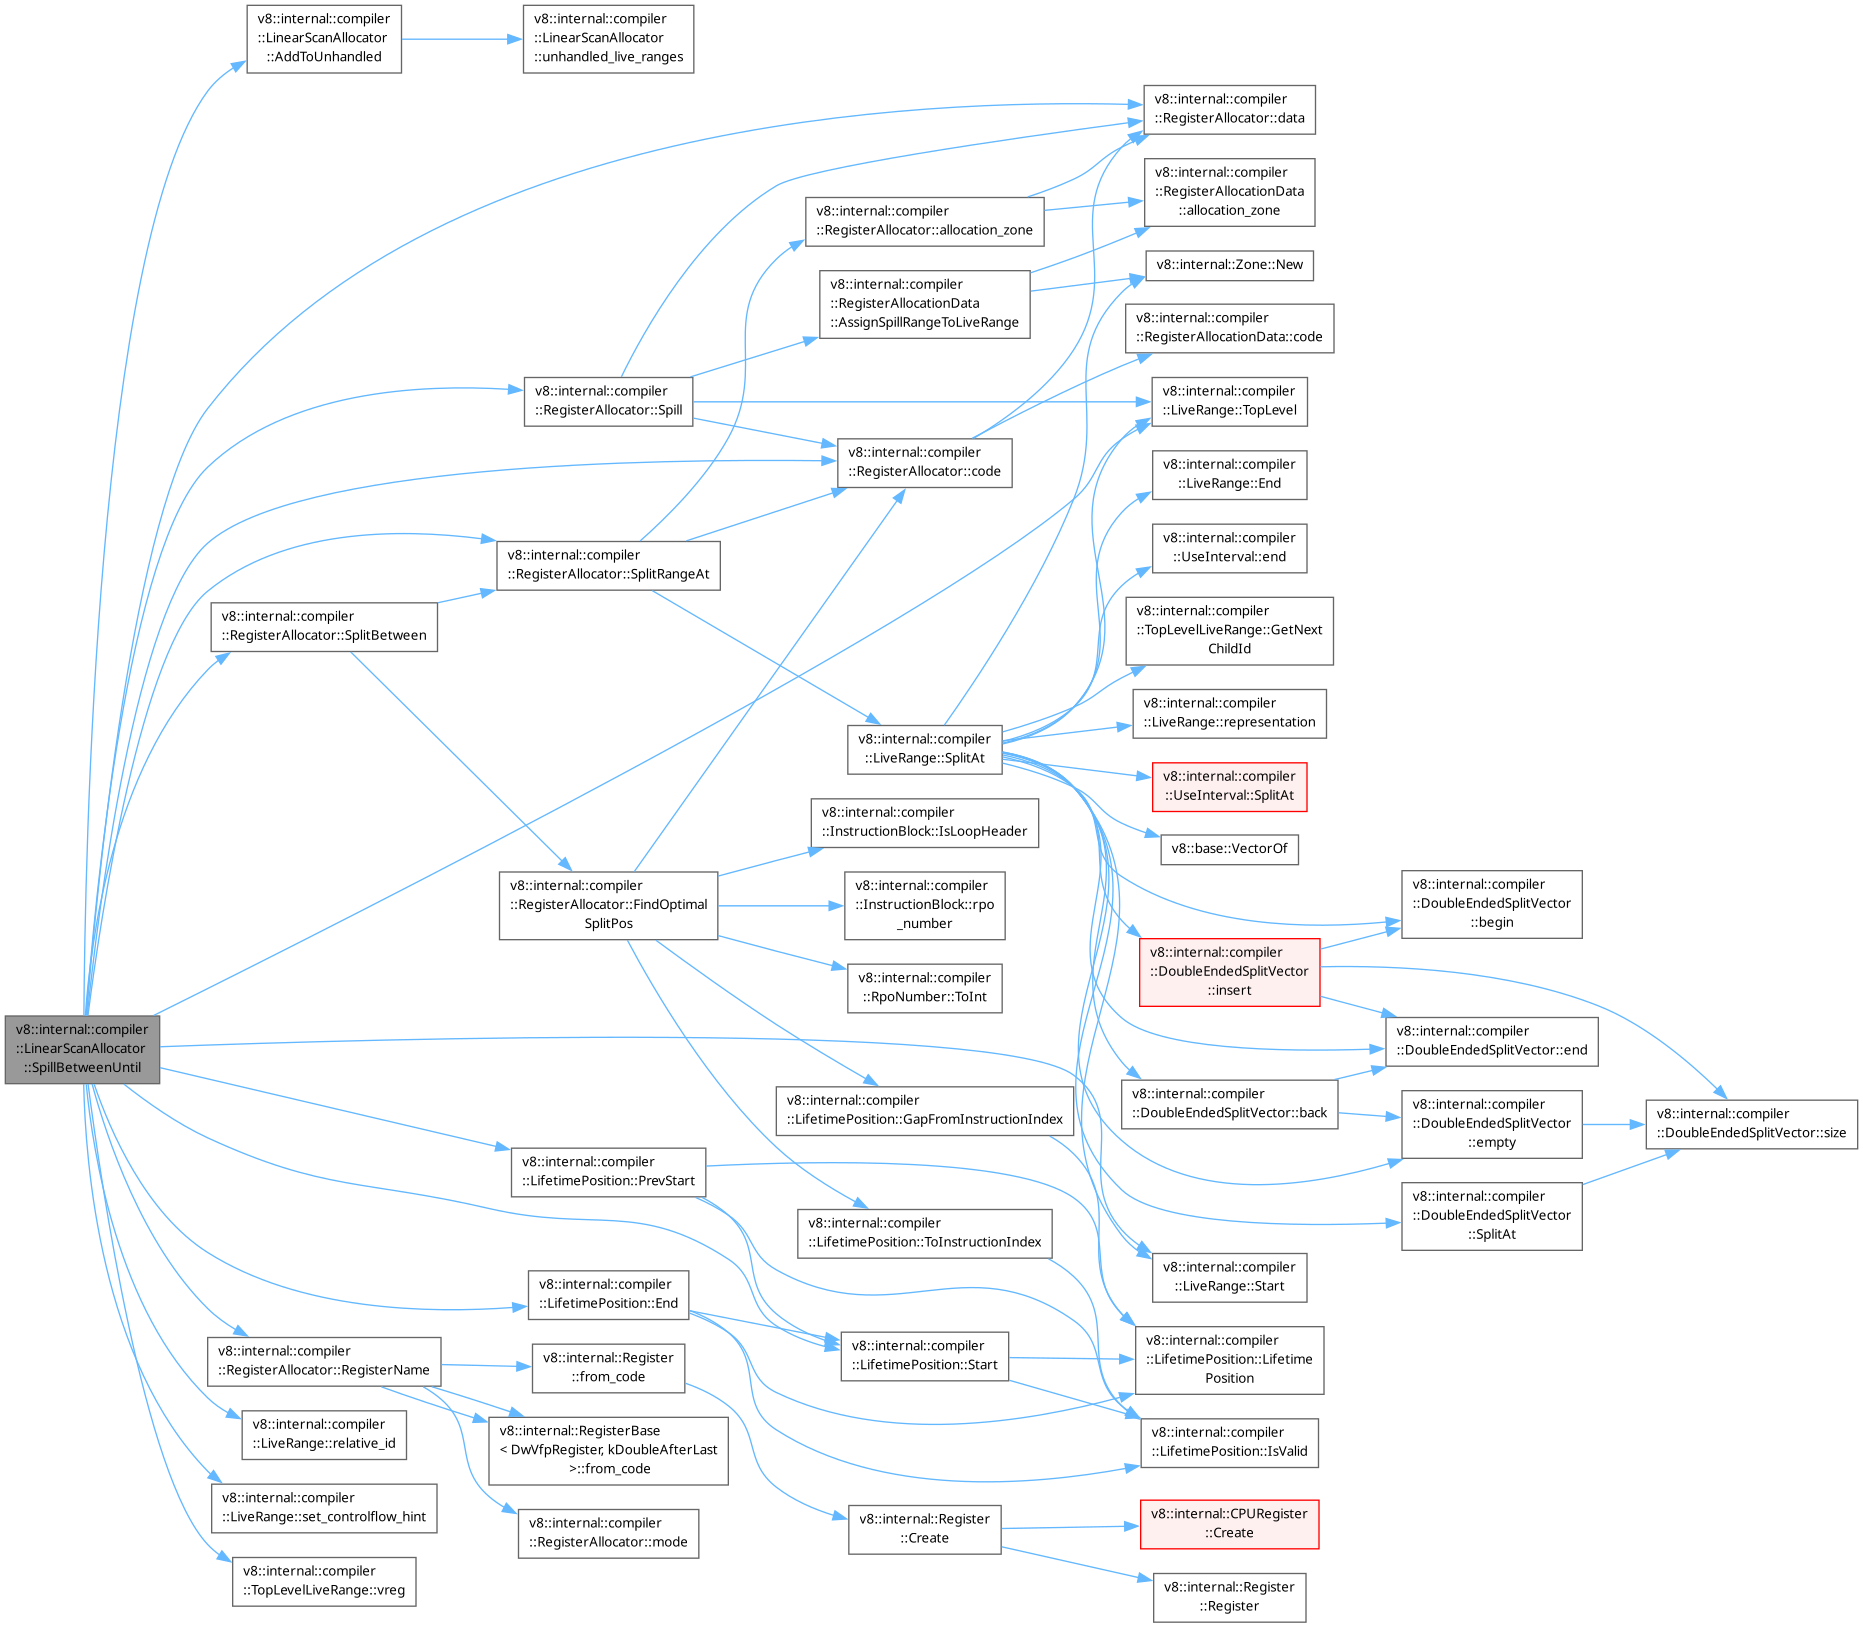 v8::internal::compiler
::LinearScanAllocator
::SpillBetweenUntil
v8::internal::compiler
::LinearScanAllocator
::AddToUnhandled
v8::internal::compiler
::LinearScanAllocator
::unhandled_live_ranges
v8::internal::compiler
::RegisterAllocator::data
v8::internal::compiler
::RegisterAllocationData
::allocation_zone
v8::internal::compiler
::RegisterAllocator::allocation_zone
v8::internal::Zone::New
v8::internal::compiler
::RegisterAllocationData
::AssignSpillRangeToLiveRange
v8::internal::compiler
::RegisterAllocationData::code
v8::internal::compiler
::RegisterAllocator::Spill
v8::internal::compiler
::LiveRange::TopLevel
v8::internal::compiler
::RegisterAllocator::code
v8::internal::compiler
::LiveRange::End
v8::internal::compiler
::UseInterval::end
v8::internal::compiler
::RegisterAllocator::SplitRangeAt
v8::internal::compiler
::RegisterAllocator::SplitBetween
v8::internal::compiler
::TopLevelLiveRange::GetNext
ChildId
v8::internal::compiler
::LiveRange::representation
v8::internal::compiler
::LiveRange::SplitAt
v8::internal::compiler
::UseInterval::SplitAt
v8::internal::compiler
::InstructionBlock::IsLoopHeader
v8::base::VectorOf
v8::internal::compiler
::RegisterAllocator::FindOptimal
SplitPos
v8::internal::compiler
::InstructionBlock::rpo
_number
v8::internal::compiler
::DoubleEndedSplitVector
::begin
v8::internal::compiler
::DoubleEndedSplitVector
::insert
v8::internal::compiler
::RpoNumber::ToInt
v8::internal::compiler
::DoubleEndedSplitVector::end
v8::internal::compiler
::LifetimePosition::GapFromInstructionIndex
v8::internal::compiler
::DoubleEndedSplitVector::back
v8::internal::compiler
::DoubleEndedSplitVector
::empty
v8::internal::compiler
::DoubleEndedSplitVector::size
v8::internal::compiler
::LifetimePosition::PrevStart
v8::internal::compiler
::DoubleEndedSplitVector
::SplitAt
v8::internal::compiler
::LifetimePosition::ToInstructionIndex
v8::internal::compiler
::LiveRange::Start
v8::internal::compiler
::LifetimePosition::End
v8::internal::compiler
::LifetimePosition::Start
v8::internal::compiler
::LifetimePosition::Lifetime
Position
v8::internal::compiler
::RegisterAllocator::RegisterName
v8::internal::Register
::from_code
v8::internal::compiler
::LiveRange::relative_id
v8::internal::RegisterBase
< DwVfpRegister, kDoubleAfterLast
>::from_code
v8::internal::compiler
::LifetimePosition::IsValid
v8::internal::compiler
::LiveRange::set_controlflow_hint
v8::internal::compiler
::RegisterAllocator::mode
v8::internal::Register
::Create
v8::internal::CPURegister
::Create
v8::internal::compiler
::TopLevelLiveRange::vreg
v8::internal::Register
::Register